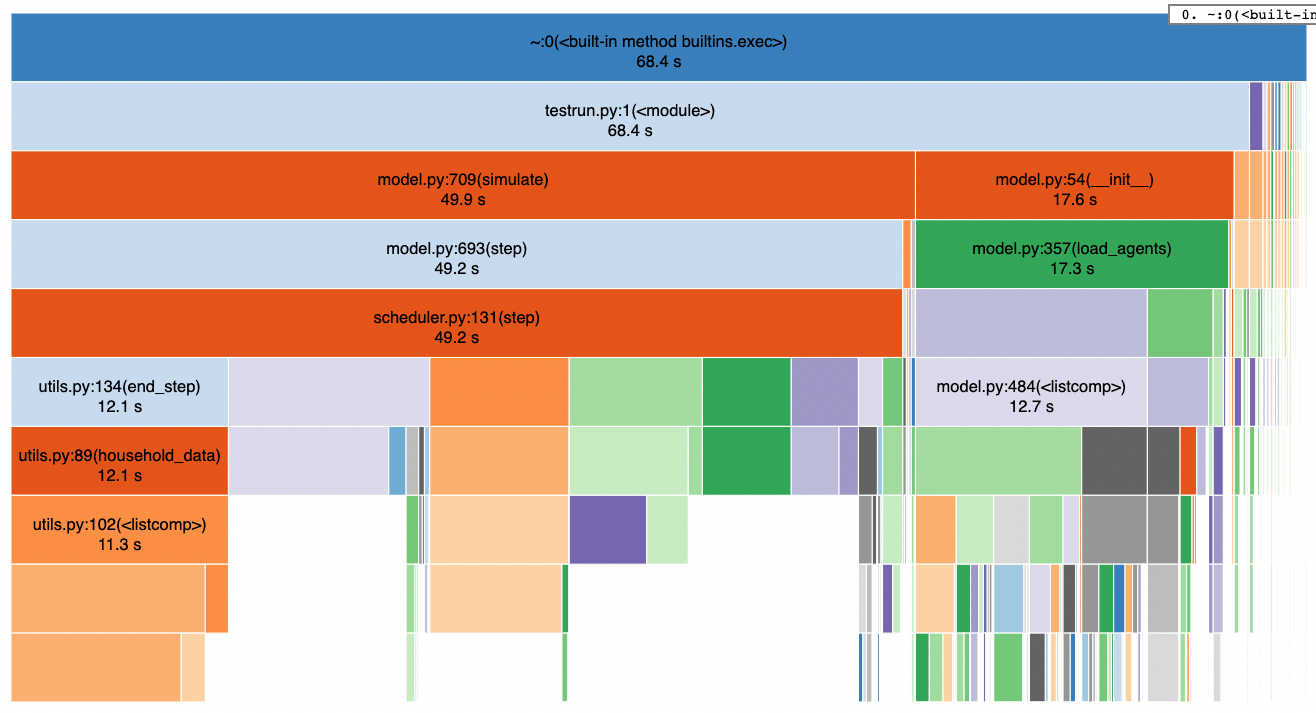 0. ~:0(<built-in
~:0(<built-in method builtins.exec>)
68.4 s
testrun.py:1(<module>)
68.4 s
model.py:709(simulate)
49.9 s
model.py:54(__init__)
17.6 s
model.py:693(step)
49.2 s
model.py:357(load_agents)
17.3 s
scheduler.py:131(step)
49.2 s
utils.py:134(end_step)
12.1 s
model.py:484(<listcomp>)
12.7 s
utils.py:89(household_data)
12.1 s
utils.py:102(<listcomp>)
11.3 s